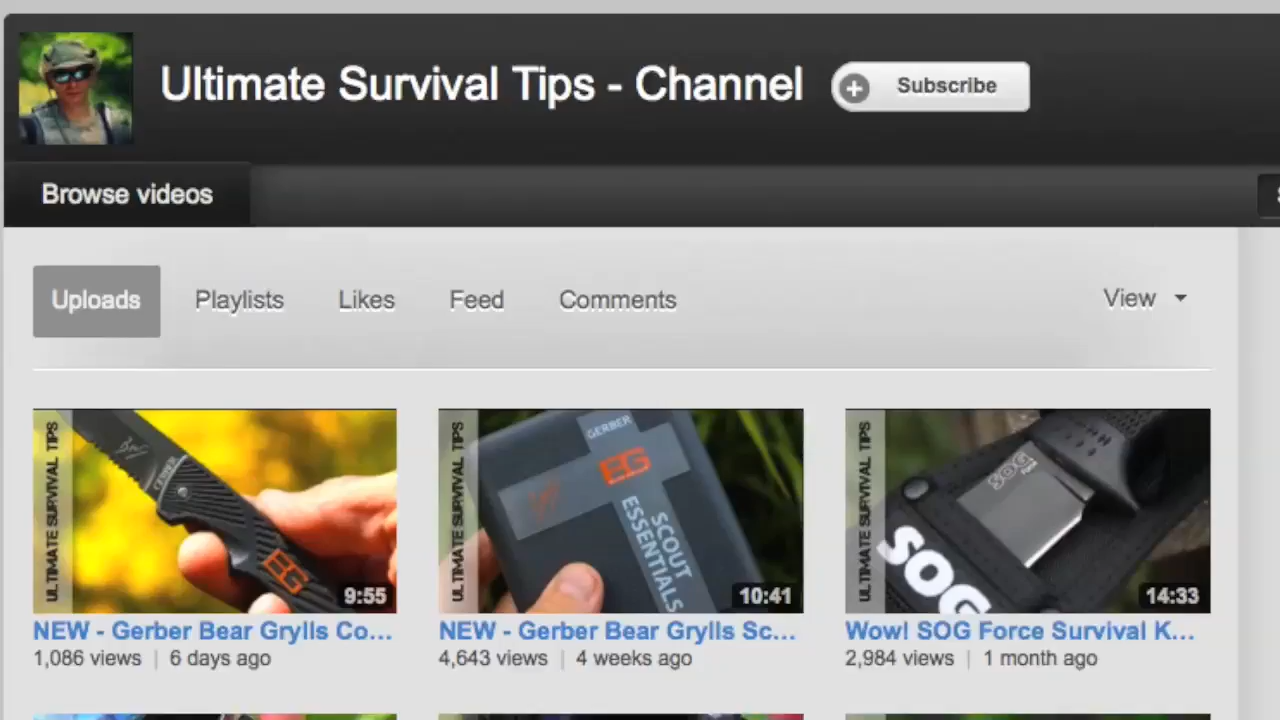 Ultimate Survival Tips - Channel
Subscribe
Browse videos
Uploads
Playlists
Likes
Feed
Comments
View
ULTIMATE SURVIVAL TIPS
GERBER
BG
9:55
ULTIMATE SURVIVAL TIPS
GERBER
BG
SCOUT
ESSENTIALS
10:41
ULTIMATE SURVIVAL TIPS
SOG
SOG
14:33
NEW - Gerber Bear Grylls Co...
NEW - Gerber Bear Grylls Sc...
Wow! SOG Force Survival K...
1,086 views | 6 days ago
4,643 views | 4 weeks ago
2,984 views | 1 month ago